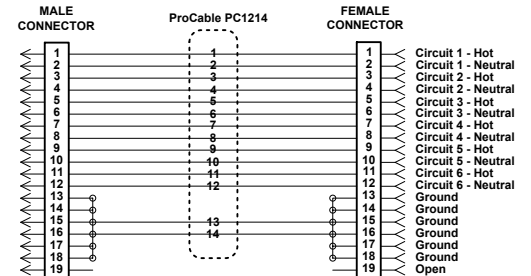 MALE CONNECTOR
ProCable PC1214
FEMALE CONNECTOR
1 1 1 Circuit 1 - Hot
2 2 2 Circuit 1 - Neutral
3 3 3 Circuit 2 - Hot
4 4 4 Circuit 2 - Neutral
5 5 5 Circuit 3 - Hot
6 6 6 Circuit 3 - Neutral
7 7 7 Circuit 4 - Hot
8 8 8 Circuit 4 - Neutral
9 9 9 Circuit 5 - Hot
10 10 10 Circuit 5 - Neutral
11 11 11 Circuit 6 - Hot
12 12 12 Circuit 6 - Neutral
13 13 Ground
14 14 Ground
15 13 15 Ground
16 14 16 Ground
17 17 Ground
18 18 Ground
19 19 Open